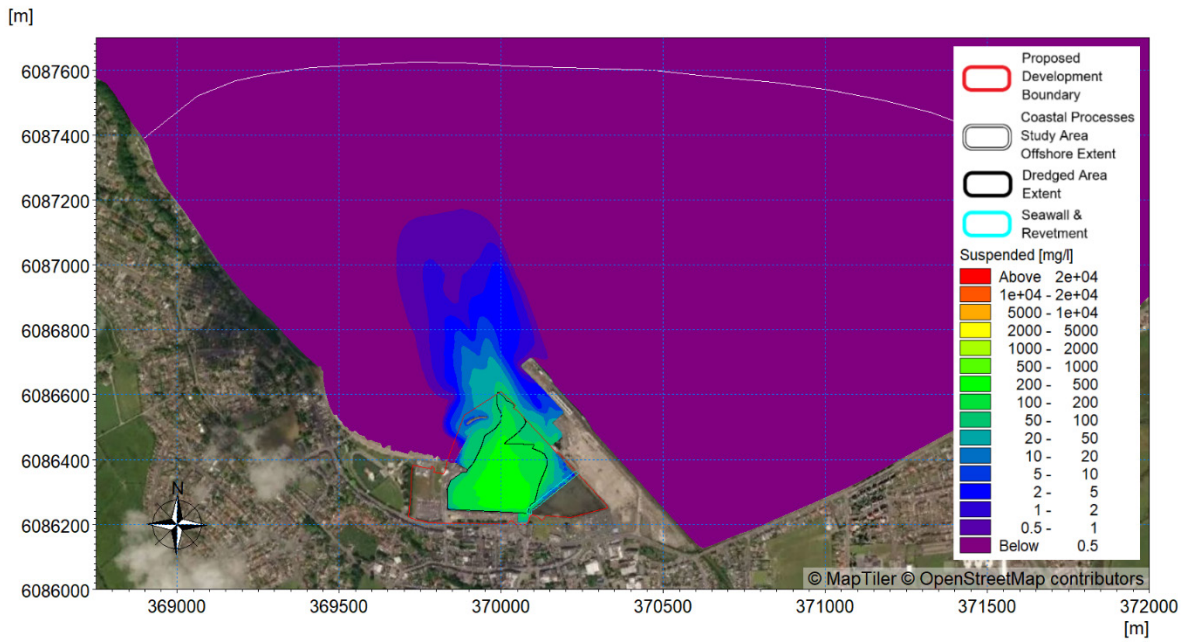 [m]
6087600
6087400
6087200
6087000
6086800
6086600
6086400
6086200
6086000
N
Proposed
Development
Boundary
Coastal Processes
Study Area
Offshore Extent
Dredged Area
Extent
Seawall &
Revetment
Suspended [mg/l]
Above 2e+04
1e+04 - 2e+04
5000 - 1e+04
2000 - 5000
1000 - 2000
500 - 1000
200 - 500
100 - 200
50 - 100
20 - 50
10 - 20
5 - 10
2 - 5
1 - 2
0.5 - 1
Below 0.5
© MapTiler © OpenStreetMap contributors
369000 369500 370000 370500 371000 371500 372000
[m]